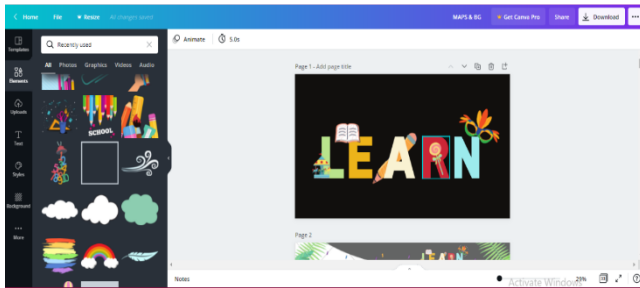 Home File Resize All changes saved MAPS & BG Get Canva Pro Share Download
Templates
Elements
Uploads
Text
Styles
Background
More
Recently used
All Photos Graphics Videos Audio
SCHOOL
Animate 5.0s
Page 1 - Add page title
LEARN
Page 2
LEARN
Notes
Activate Windows
29%